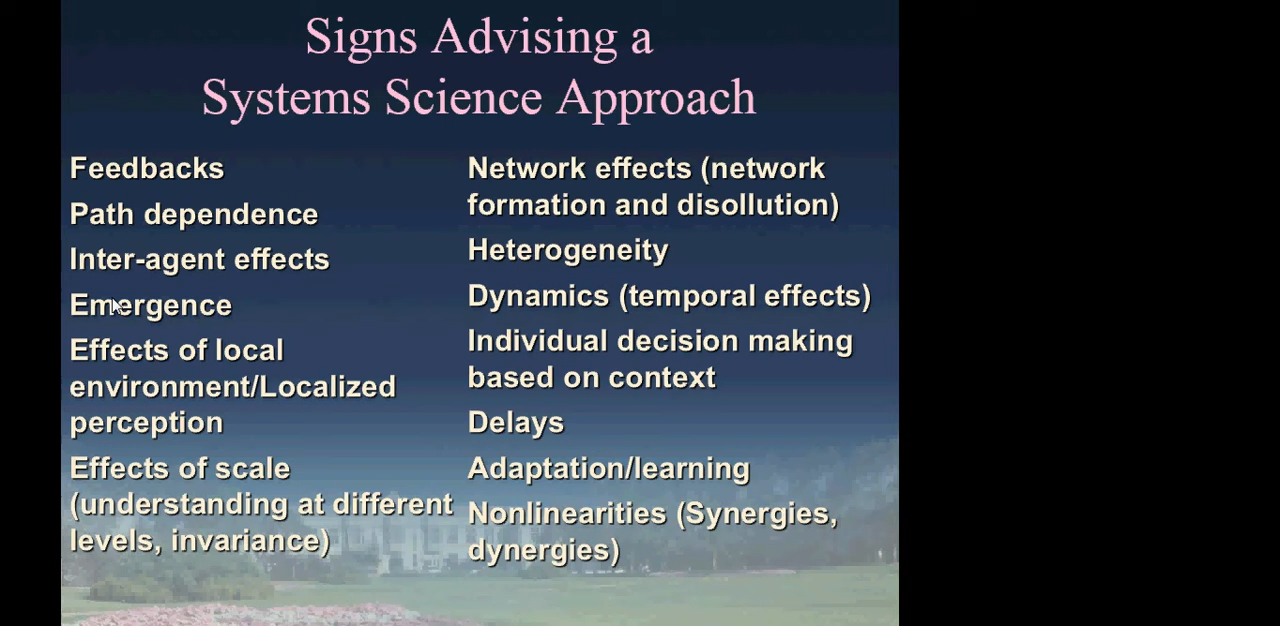 Signs Advising a
Systems Science Approach
Feedbacks
Path dependence
Inter-agent effects
Emergence
Effects of local
environment/Localized
perception
Effects of scale
(understanding at different
levels, invariance)
Network effects (network
formation and disollution)
Heterogeneity
Dynamics (temporal effects)
Individual decision making
based on context
Delays
Adaptation/learning
Nonlinearities (Synergies,
dynergies)